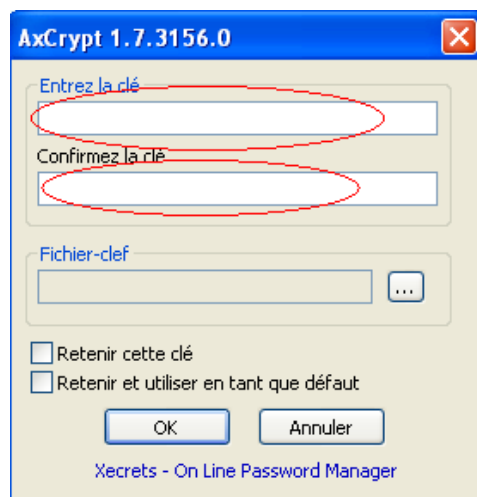 AxCrypt 1.7.3156.0
Entrez la clé
Confirmez la clé
Fichier-clef
...
Retenir cette clé
Retenir et utiliser en tant que défaut
OK Annuler
Xecrets - On Line Password Manager